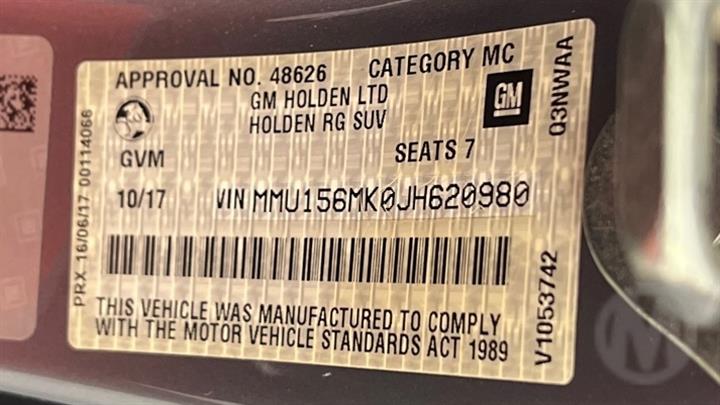 APPROVAL NO. 48626 CATEGORY MC
GM HOLDEN LTD
HOLDEN RG SUV
GM
GVM
SEATS 7
10/17
VIN MMU156MK0JH620980
THIS VEHICLE WAS MANUFACTURED TO COMPLY
WITH THE MOTOR VEHICLE STANDARDS ACT 1989
PRX 16/06/17 00114066
Q3NWAA
V1053742
M